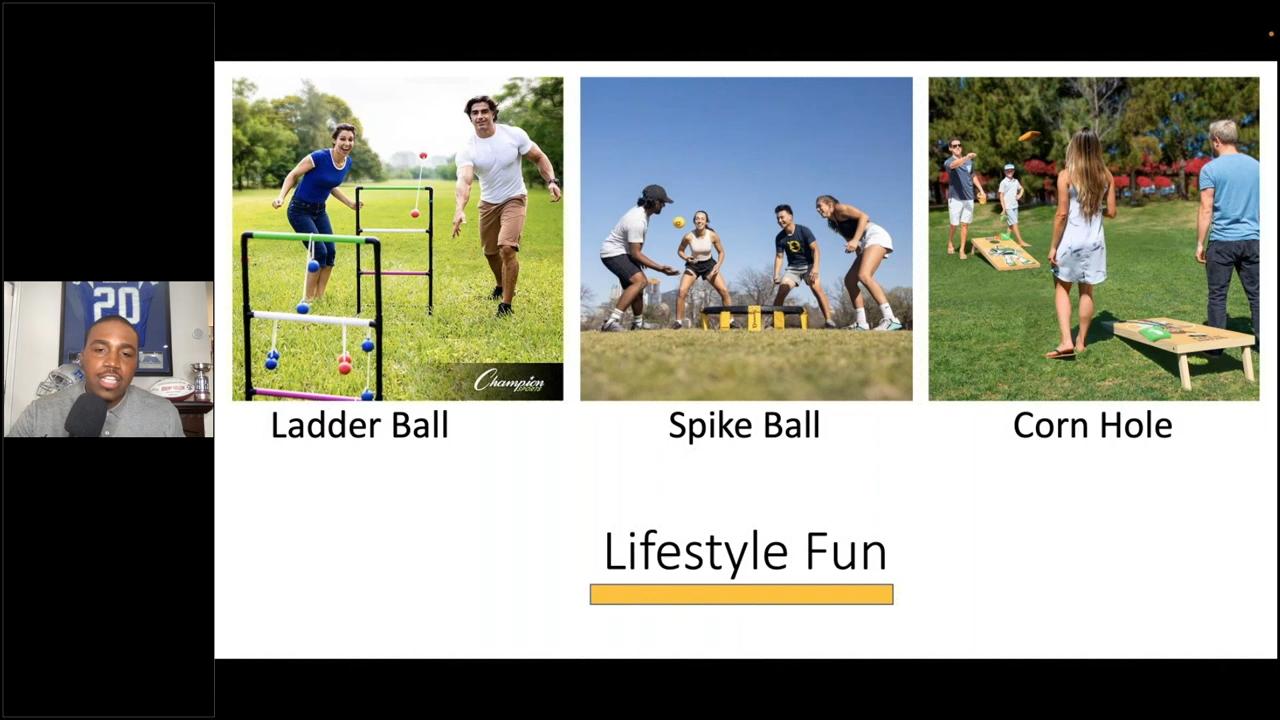 20
Champion
SPORTS
Ladder Ball
Spike Ball
Corn Hole
Lifestyle Fun